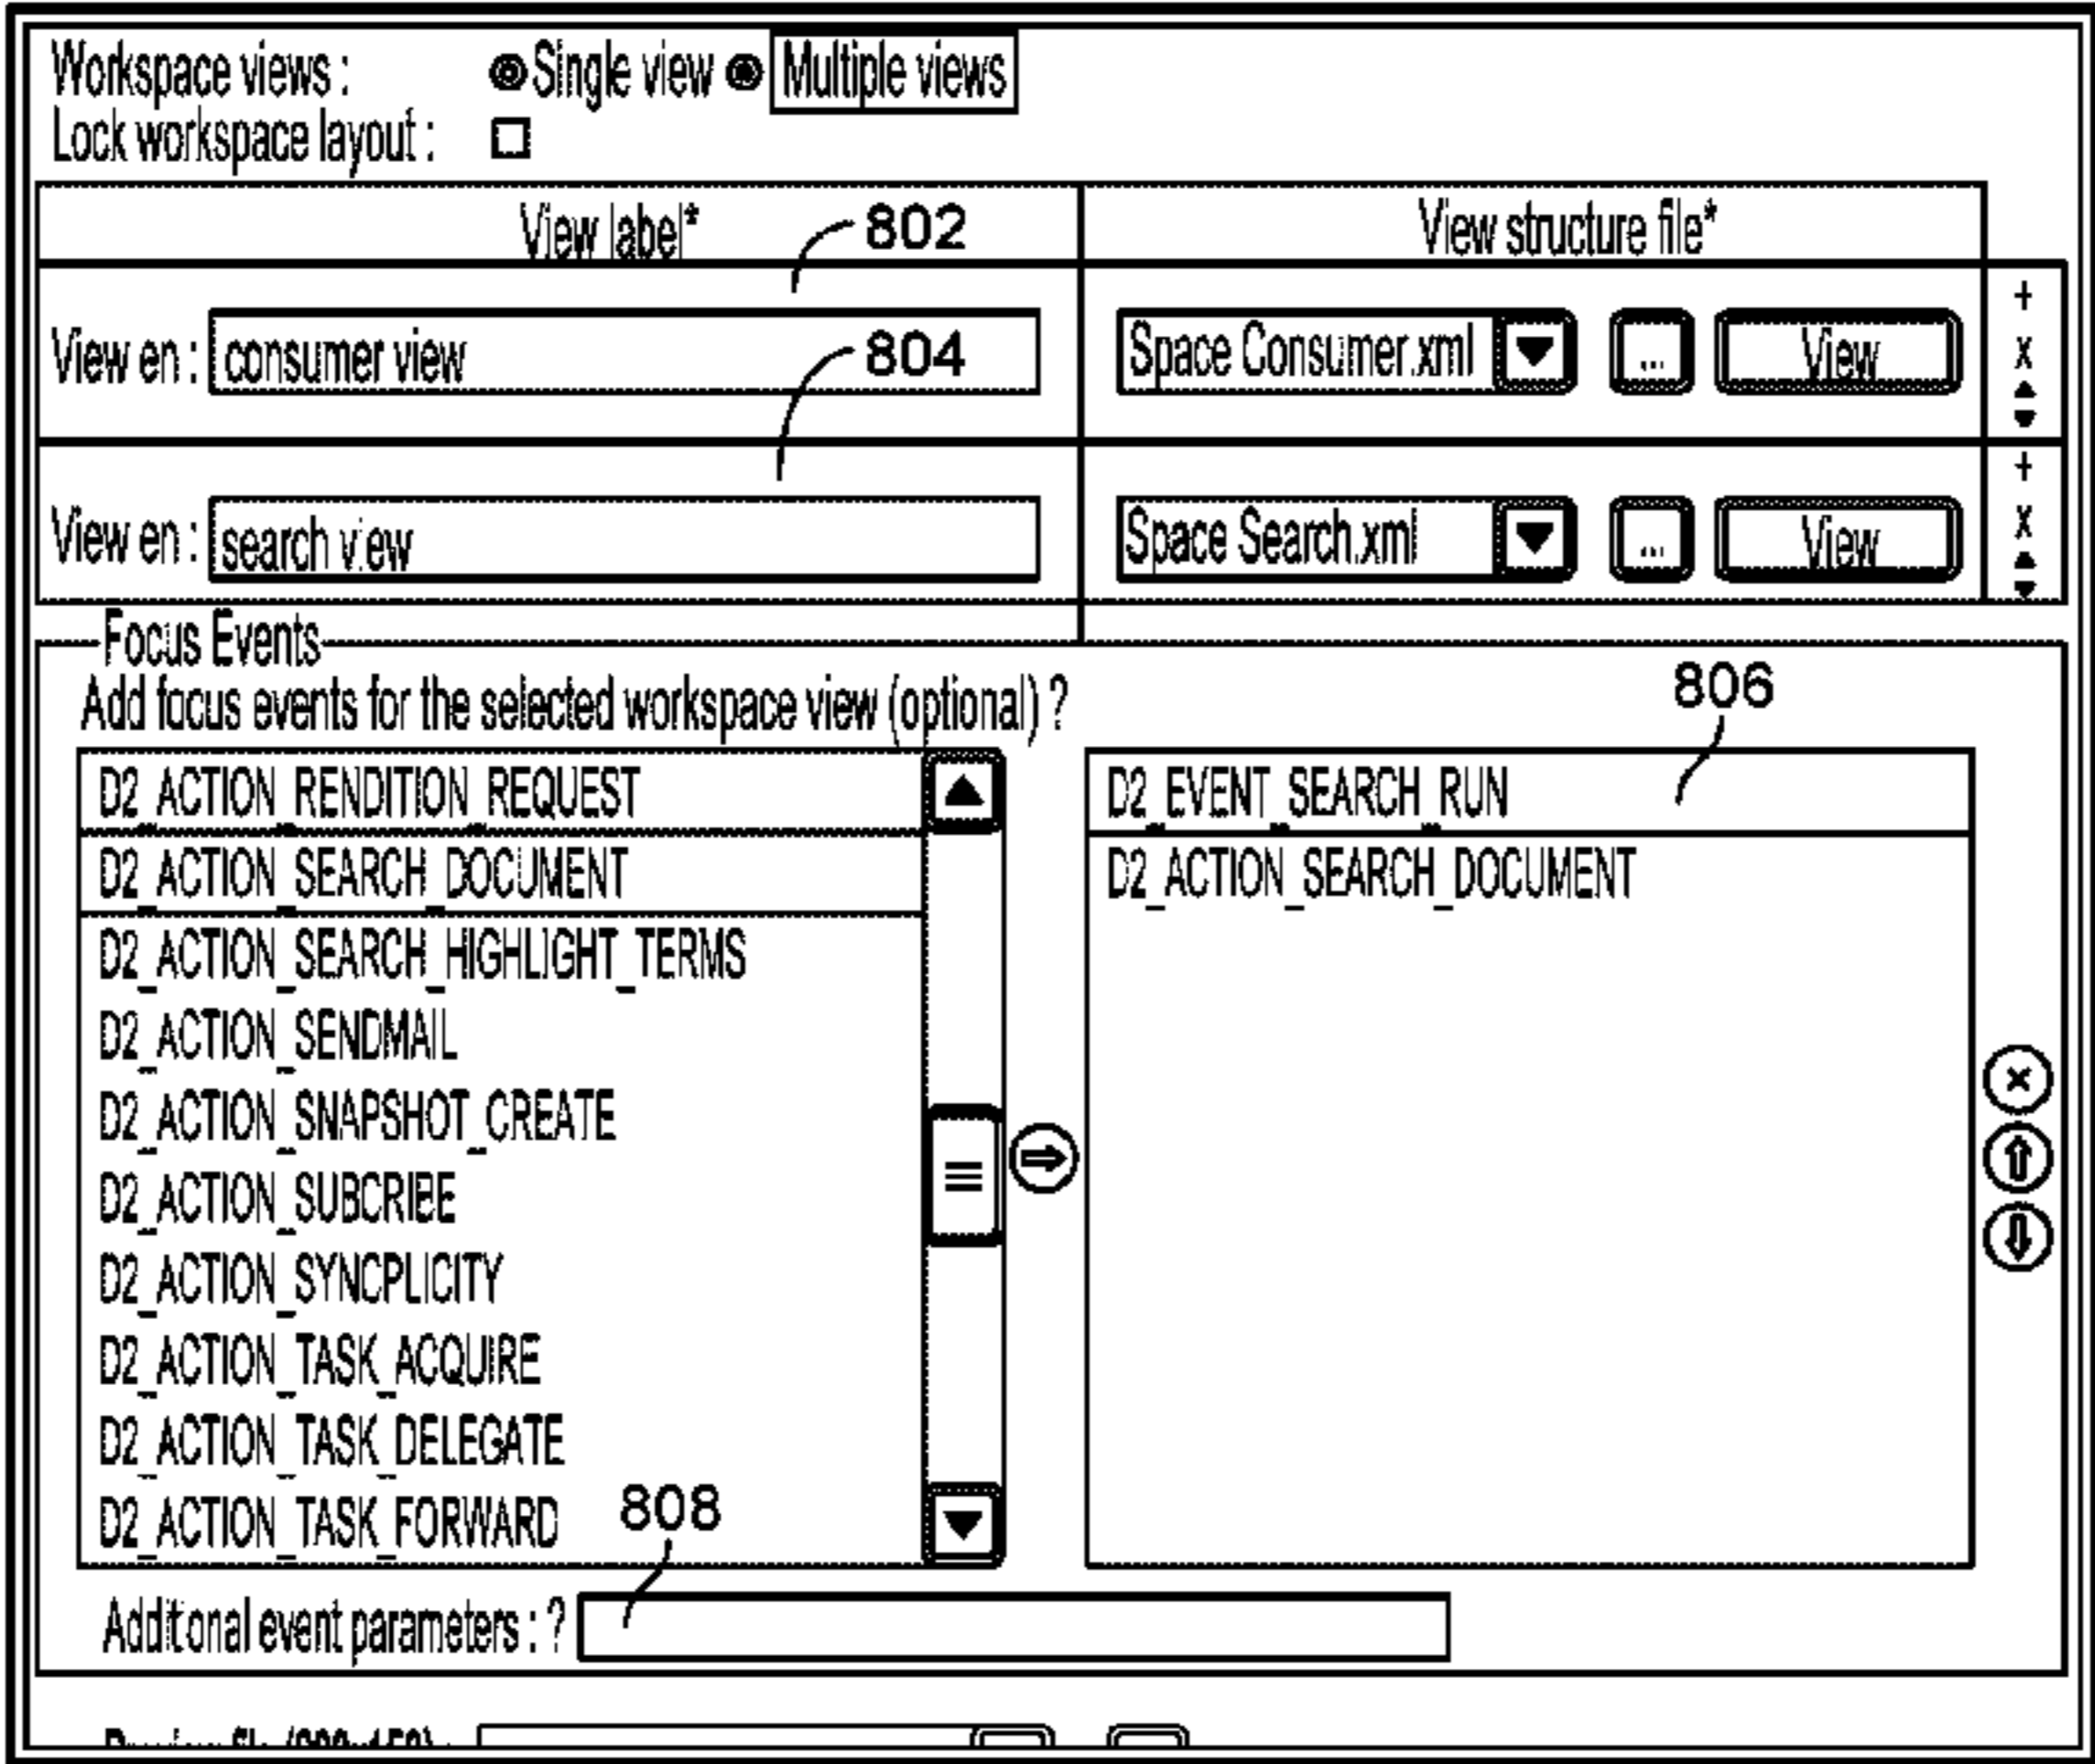 Workspace views : Single view Multiple views
Lock workspace layout :
View label* 802 View structure file*
View en : consumer view 804 Space Consumer.xml ... View + x
View en : search view Space Search.xml ... View + x
Focus Events
Add focus events for the selected workspace view (optional) ? 806
D2_ACTION_RENDITION_REQUEST
D2_ACTION_SEARCH_DOCUMENT
D2_ACTION_SEARCH_HIGHLIGHT_TERMS
D2_ACTION_SENDMAIL
D2_ACTION_SNAPSHOT_CREATE
D2_ACTION_SUBCRIBE
D2_ACTION_SYNCPLICITY
D2_ACTION_TASK_ACQUIRE
D2_ACTION_TASK_DELEGATE
D2_ACTION_TASK_FORWARD
D2_EVENT_SEARCH_RUN
D2_ACTION_SEARCH_DOCUMENT
808
Additional event parameters : ?